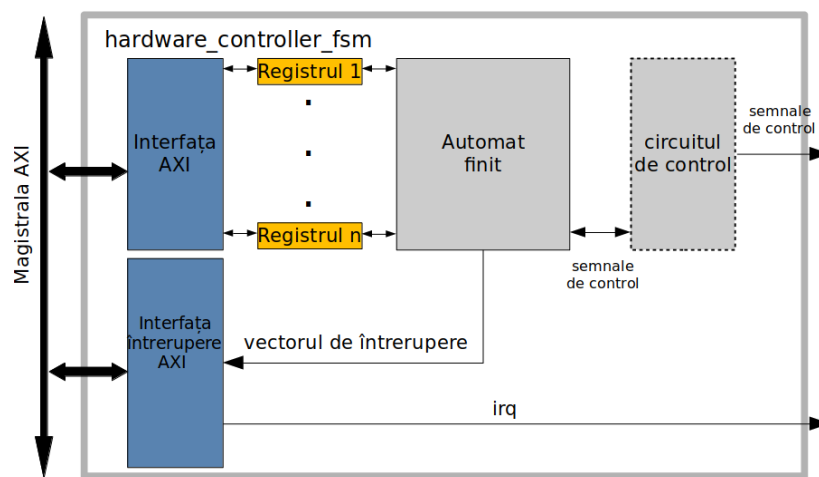 hardware_controller_fsm
Magistrala AXI
Interfața
AXI
Registrul 1
.
.
.
Registrul n
Automat
finit
circuitul
de control
semnale
de control
semnale
de control
Interfața
întrerupere
AXI
vectorul de întrerupere
irq